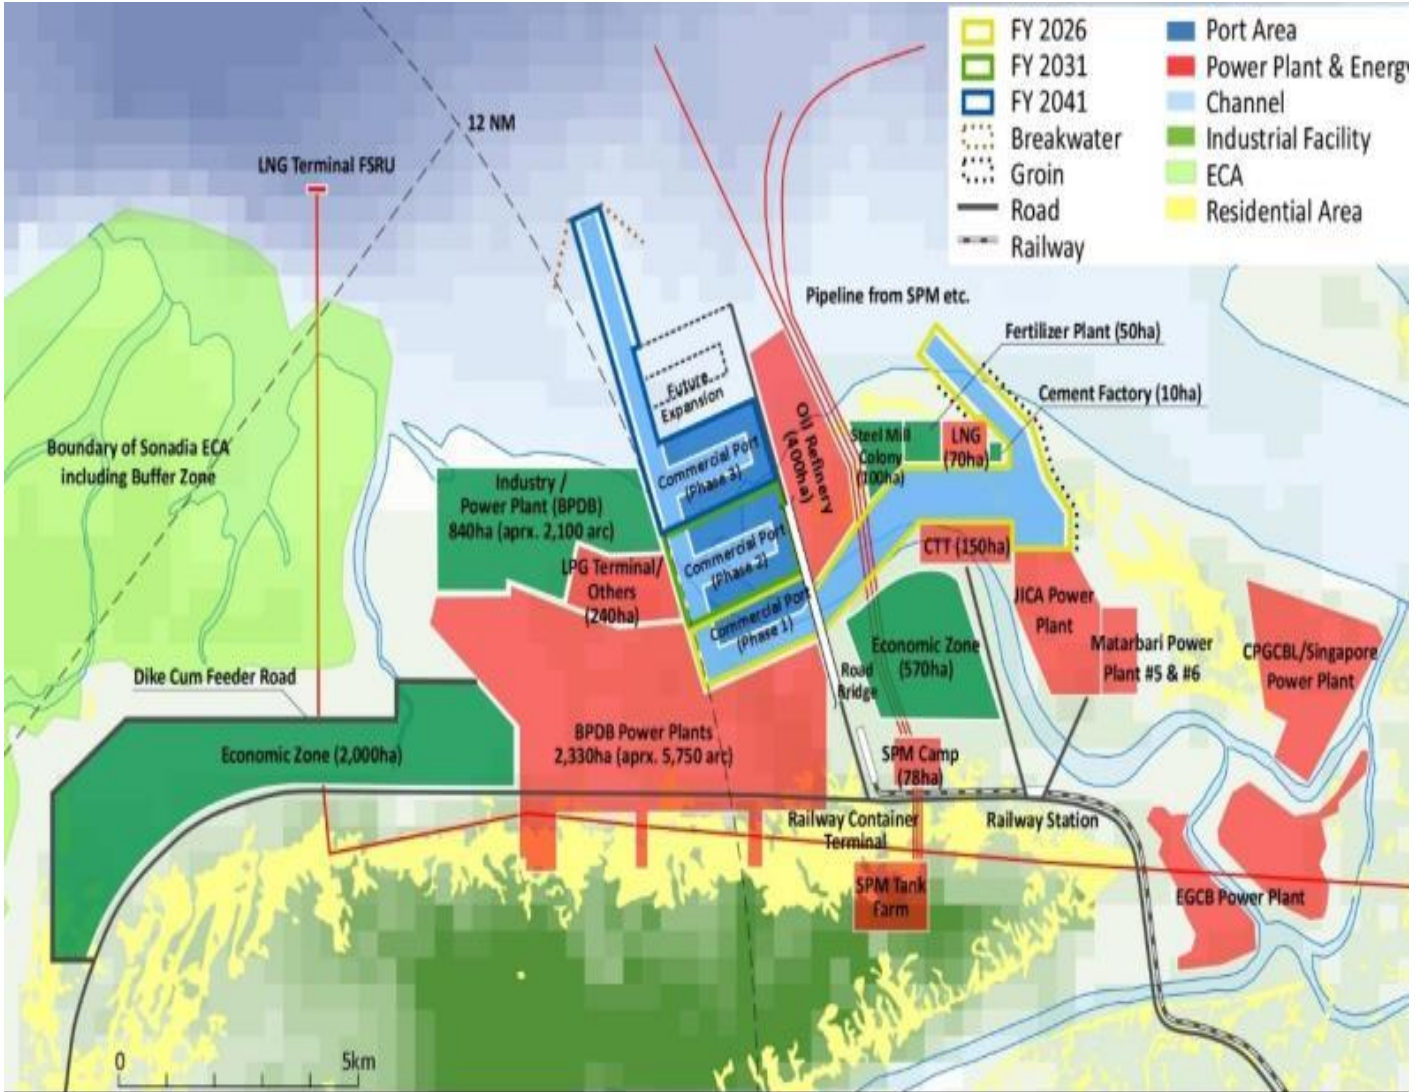 FY 2026
FY 2031
FY 2041
Breakwater
Groin
Road
Railway
Port Area
Power Plant & Energy
Channel
Industrial Facility
ECA
Residential Area
12 NM
LNG Terminal FSRU
Pipeline from SPM etc.
Fertilizer Plant (50ha)
Cement Factory (10ha)
Future
Expansion
Oil Refinery
(400ha)
Steel Mill
Colony
(100ha)
LNG
(70ha)
Boundary of Sonadia ECA
including Buffer Zone
Commercial Port
(Phase 3)
Industry /
Power Plant (BPDB)
840ha (aprx. 2,100 arc)
Commercial Port
(Phase 2)
CTT (150ha)
LPG Terminal/
Others
(240ha)
Commercial Port
(Phase 1)
JICA Power
Plant
Economic Zone
(570ha)
Matarbari Power
Plant #5 & #6
CPGCBL/Singapore
Power Plant
Dike Cum Feeder Road
Road
Bridge
BPDB Power Plants
2,330ha (aprx. 5,750 arc)
Economic Zone (2,000ha)
SPM Camp
(78ha)
Railway Container
Terminal
Railway Station
SPM Tank
Farm
EGCB Power Plant
0
5km